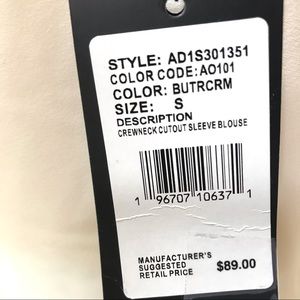 STYLE: AD1S301351
COLOR CODE: AO101
COLOR: BUTRCRM
SIZE: S
DESCRIPTION
CREWNECK CUTOUT SLEEVE BLOUSE
1 96707 10637 1
MANUFACTURER'S
SUGGESTED
RETAIL PRICE $89.00